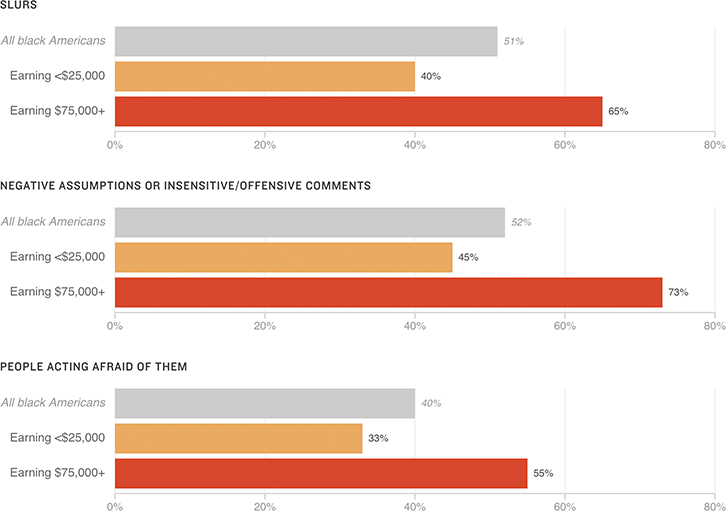 SLURS
All black Americans 51%
Earning <$25,000 40%
Earning $75,000+ 65%
0% 20% 40% 60% 80%
NEGATIVE ASSUMPTIONS OR INSENSITIVE/OFFENSIVE COMMENTS
All black Americans 52%
Earning <$25,000 45%
Earning $75,000+ 73%
0% 20% 40% 60% 80%
PEOPLE ACTING AFRAID OF THEM
All black Americans 40%
Earning <$25,000 33%
Earning $75,000+ 55%
0% 20% 40% 60% 80%